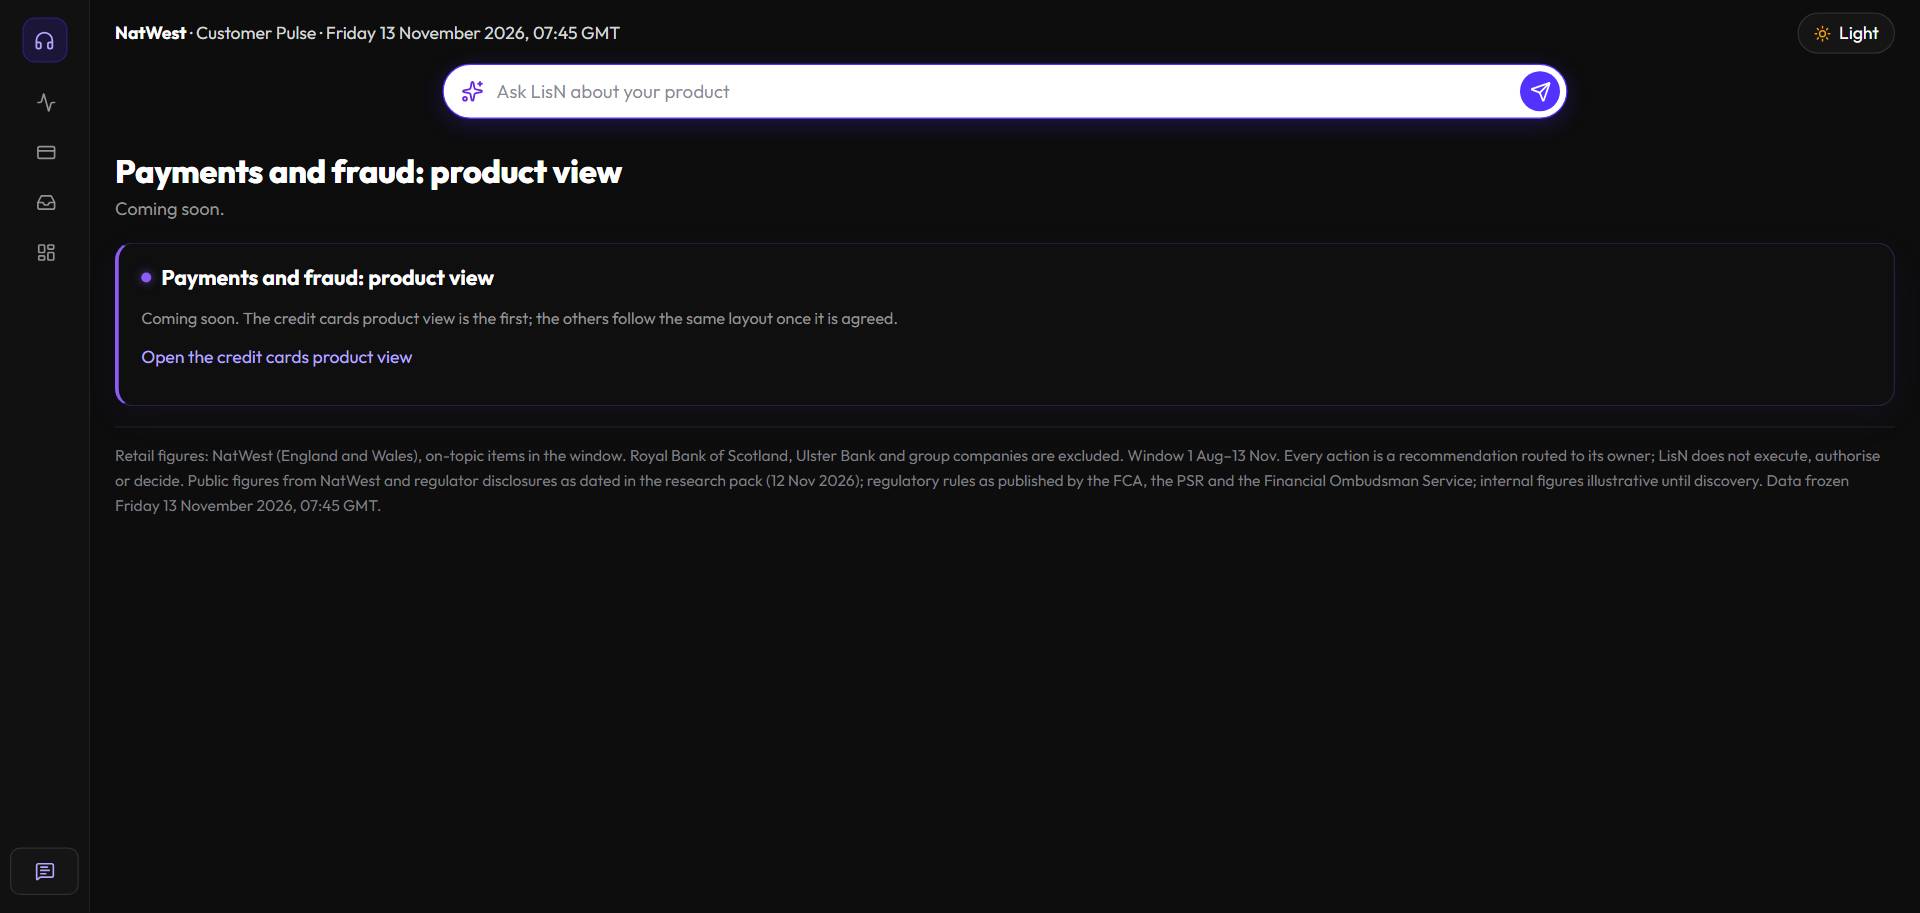 NatWest · Customer Pulse · Friday 13 November 2026, 07:45 GMT
Light
Ask LisN about your product
Payments and fraud: product view
Coming soon.
Payments and fraud: product view
Coming soon. The credit cards product view is the first; the others follow the same layout once it is agreed.
Open the credit cards product view
Retail figures: NatWest (England and Wales), on-topic items in the window. Royal Bank of Scotland, Ulster Bank and group companies are excluded. Window 1 Aug–13 Nov. Every action is a recommendation routed to its owner; LisN does not execute, authorise
or decide. Public figures from NatWest and regulator disclosures as dated in the research pack (12 Nov 2026); regulatory rules as published by the FCA, the PSR and the Financial Ombudsman Service; internal figures illustrative until discovery. Data frozen
Friday 13 November 2026, 07:45 GMT.